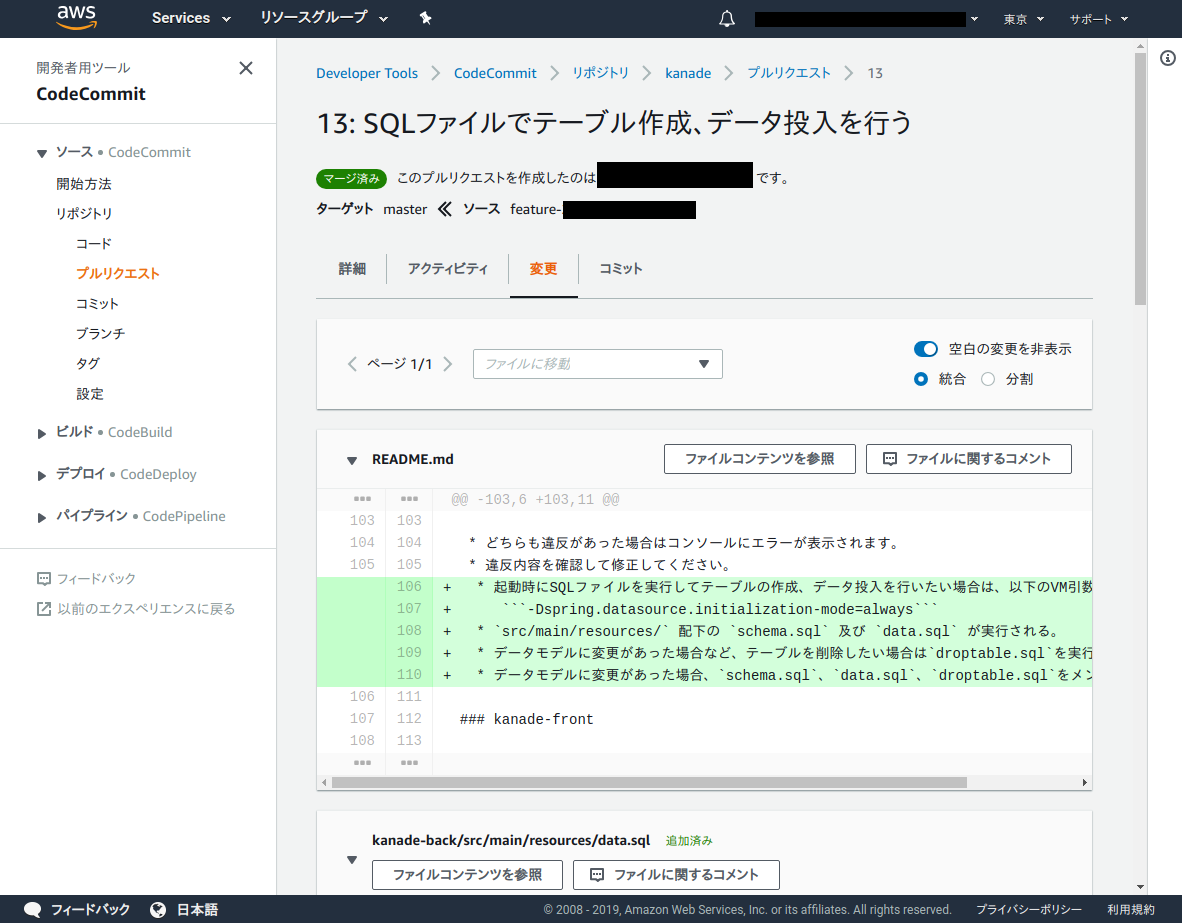 aws Services リソースグループ 東京 サポート
開発者用ツール
CodeCommit
ソース • CodeCommit
開始方法
リポジトリ
コード
プルリクエスト
コミット
ブランチ
タグ
設定
ビルド • CodeBuild
デプロイ • CodeDeploy
パイプライン • CodePipeline
フィードバック
以前のエクスペリエンスに戻る
Developer Tools CodeCommit リポジトリ kanade プルリクエスト 13
13: SQLファイルでテーブル作成、データ投入を行う
マージ済み このプルリクエストを作成したのは です。
ターゲット master ソース feature-
詳細 アクティビティ 変更 コミット
ページ 1/1 ファイルに移動
空白の変更を非表示
統合 分割
README.md ファイルコンテンツを参照 ファイルに関するコメント
@@ -103,6 +103,11 @@
103 103
104 104 * どちらも違反があった場合はコンソールにエラーが表示されます。
105 105 * 違反内容を確認して修正してください。
106 + * 起動時にSQLファイルを実行してテーブルの作成、データ投入を行いたい場合は、以下のVM引数
107 + ```-Dspring.datasource.initialization-mode=always```
108 + * `src/main/resources/` 配下の `schema.sql` 及び `data.sql` が実行される。
109 + * データモデルに変更があった場合など、テーブルを削除したい場合は`droptable.sql`を実行
110 + * データモデルに変更があった場合、`schema.sql`、`data.sql`、`droptable.sql`をメン
106 111
107 112 ### kanade-front
108 113
kanade-back/src/main/resources/data.sql 追加済み
ファイルコンテンツを参照 ファイルに関するコメント
フィードバック 日本語 © 2008 - 2019, Amazon Web Services, Inc. or its affiliates. All rights reserved. プライバシーポリシー 利用規約